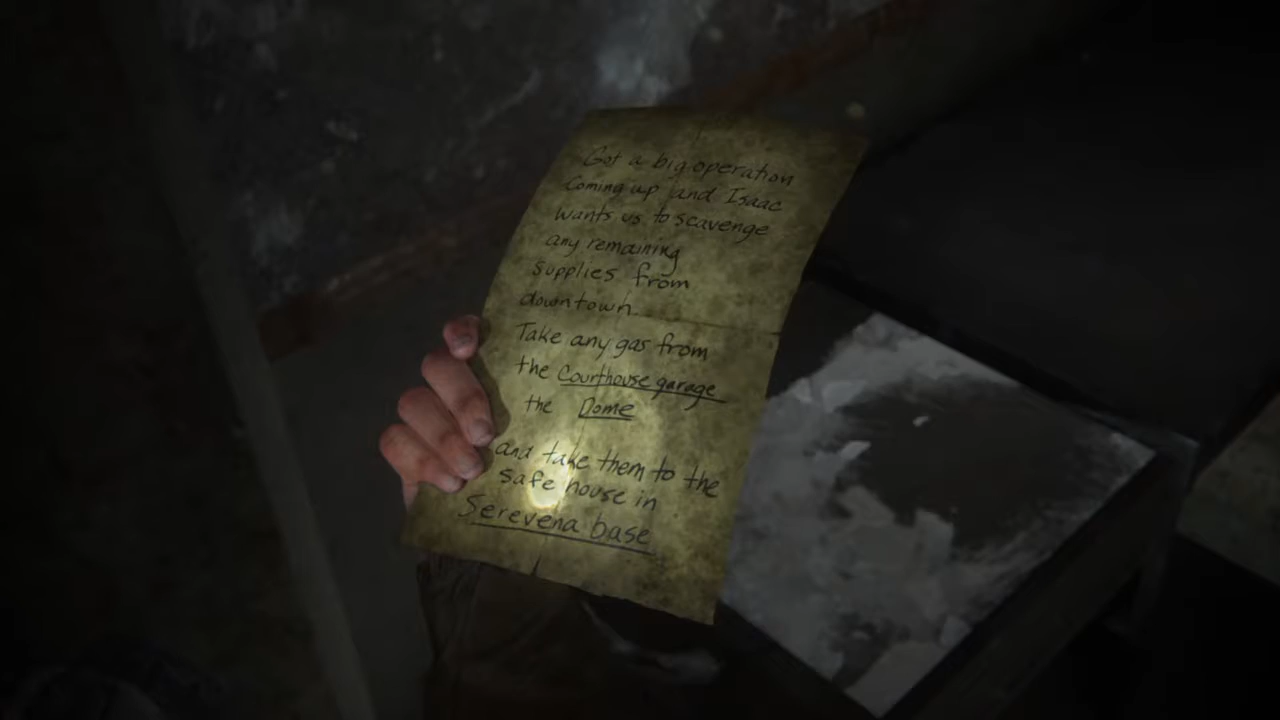 Got a big operation
Coming up and Isaac
wants us to scavenge
any remaining
supplies from
downtown.
Take any gas from
the Courthouse garage
the Dome
and take them to the
safe house in
Serevena base